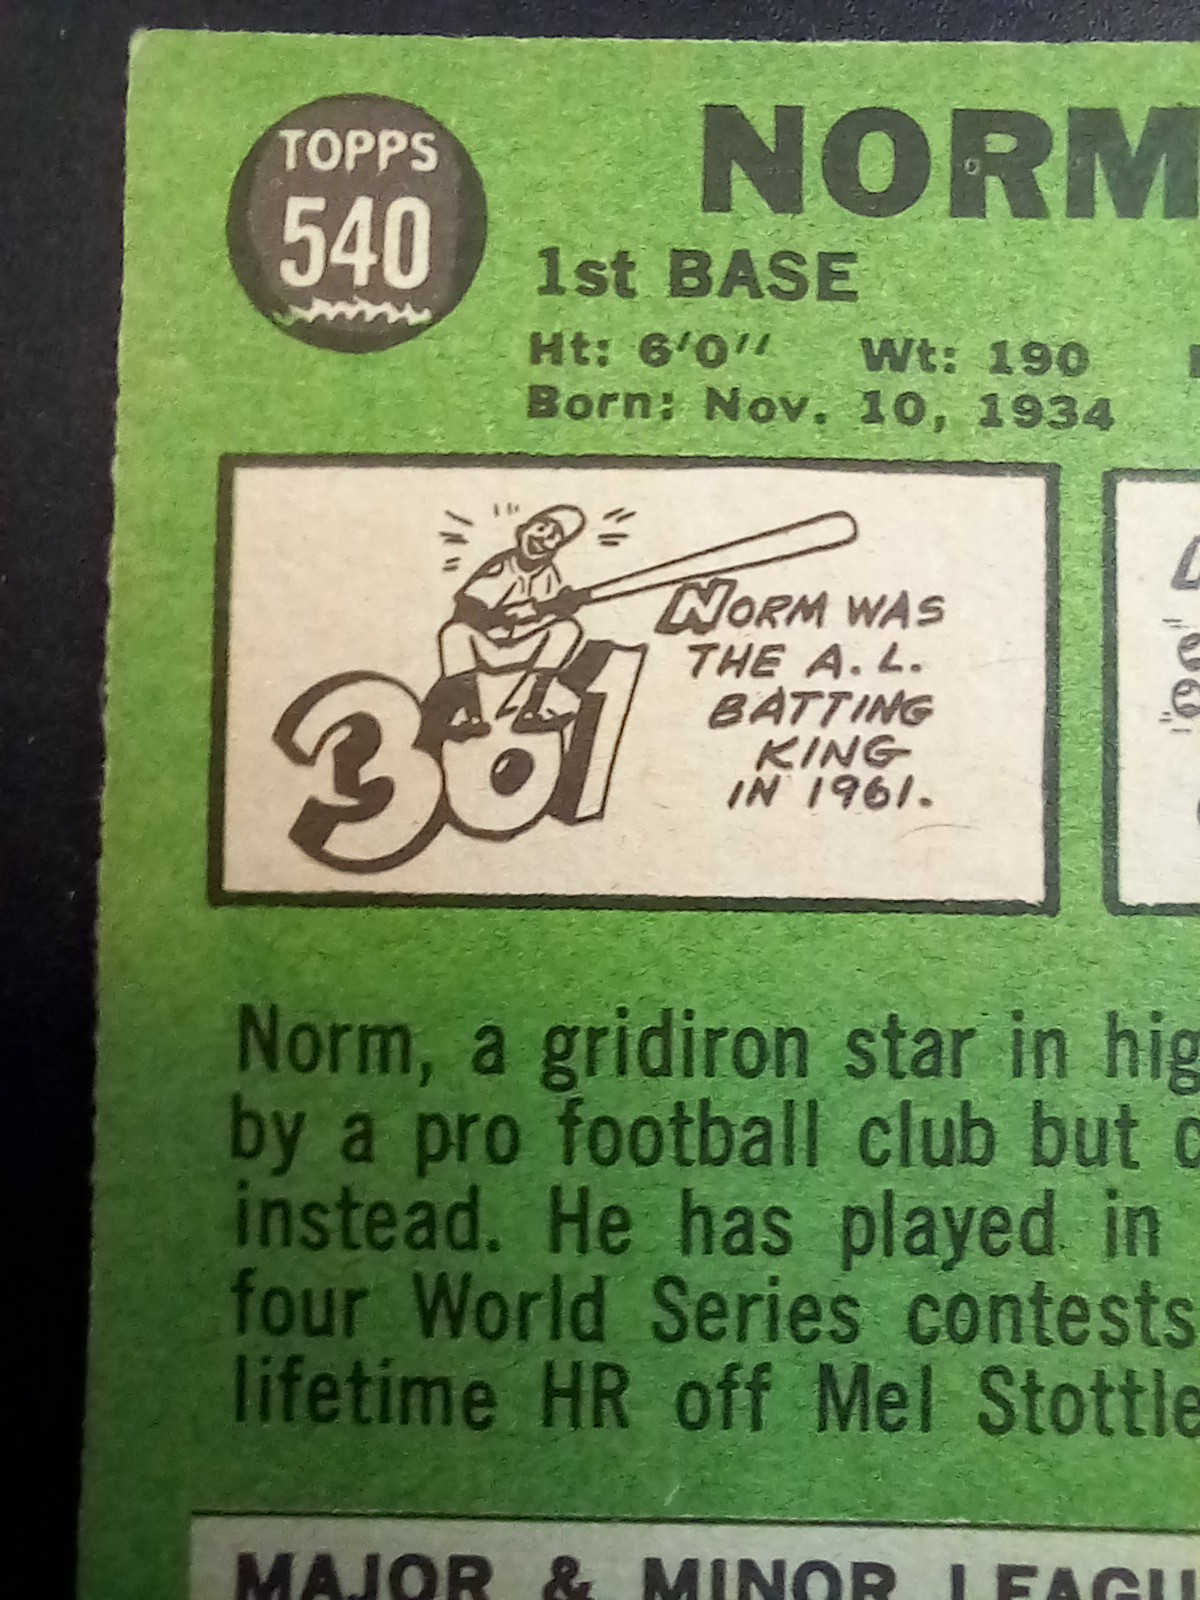 TOPPS
540
NORM
1st BASE
Ht: 6'0" Wt: 190
Born: Nov. 10, 1934
361
NORM WAS
THE A.L.
BATTING
KING
IN 1961.
Norm, a gridiron star in hig
by a pro football club but c
instead. He has played in
four World Series contests
lifetime HR off Mel Stottle
MAJOR & MINOR LEAGU